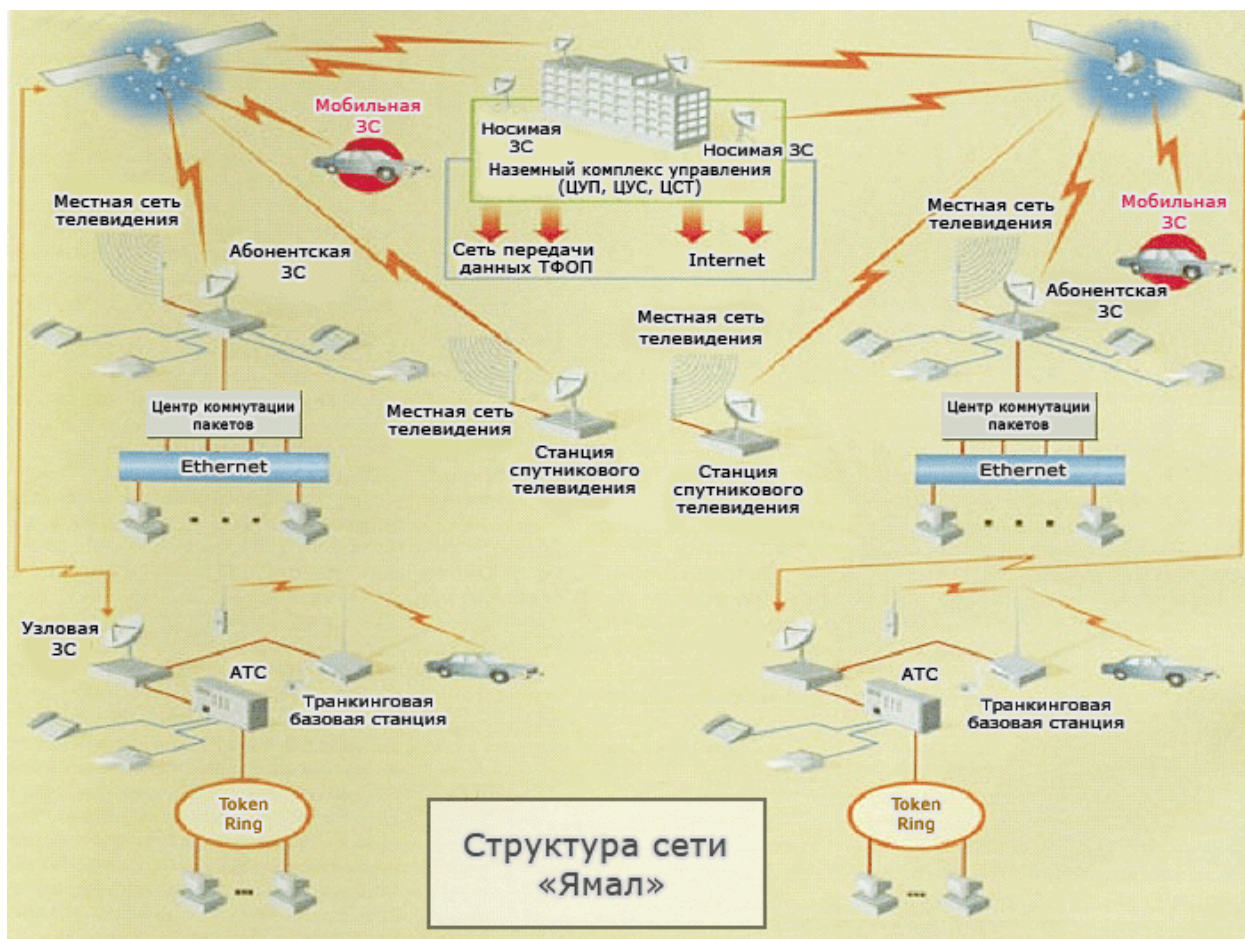 Мобильная
ЗС
Носимая
ЗС
Носимая ЗС
Наземный комплекс управления
(ЦУП, ЦУС, ЦСТ)
Местная сеть
телевидения
Абонентская
ЗС
Сеть передачи
данных ТФОП
Internet
Местная сеть
телевидения
Мобильная
ЗС
Абонентская
ЗС
Местная сеть
телевидения
Центр коммутации
пакетов
Ethernet
Местная сеть
телевидения
Станция
спутникового
телевидения
Станция
спутникового
телевидения
Центр коммутации
пакетов
Ethernet
Узловая
ЗС
АТС
Транкинговая
базовая станция
Token
Ring
АТС
Транкинговая
базовая станция
Token
Ring
Структура сети
«Ямал»